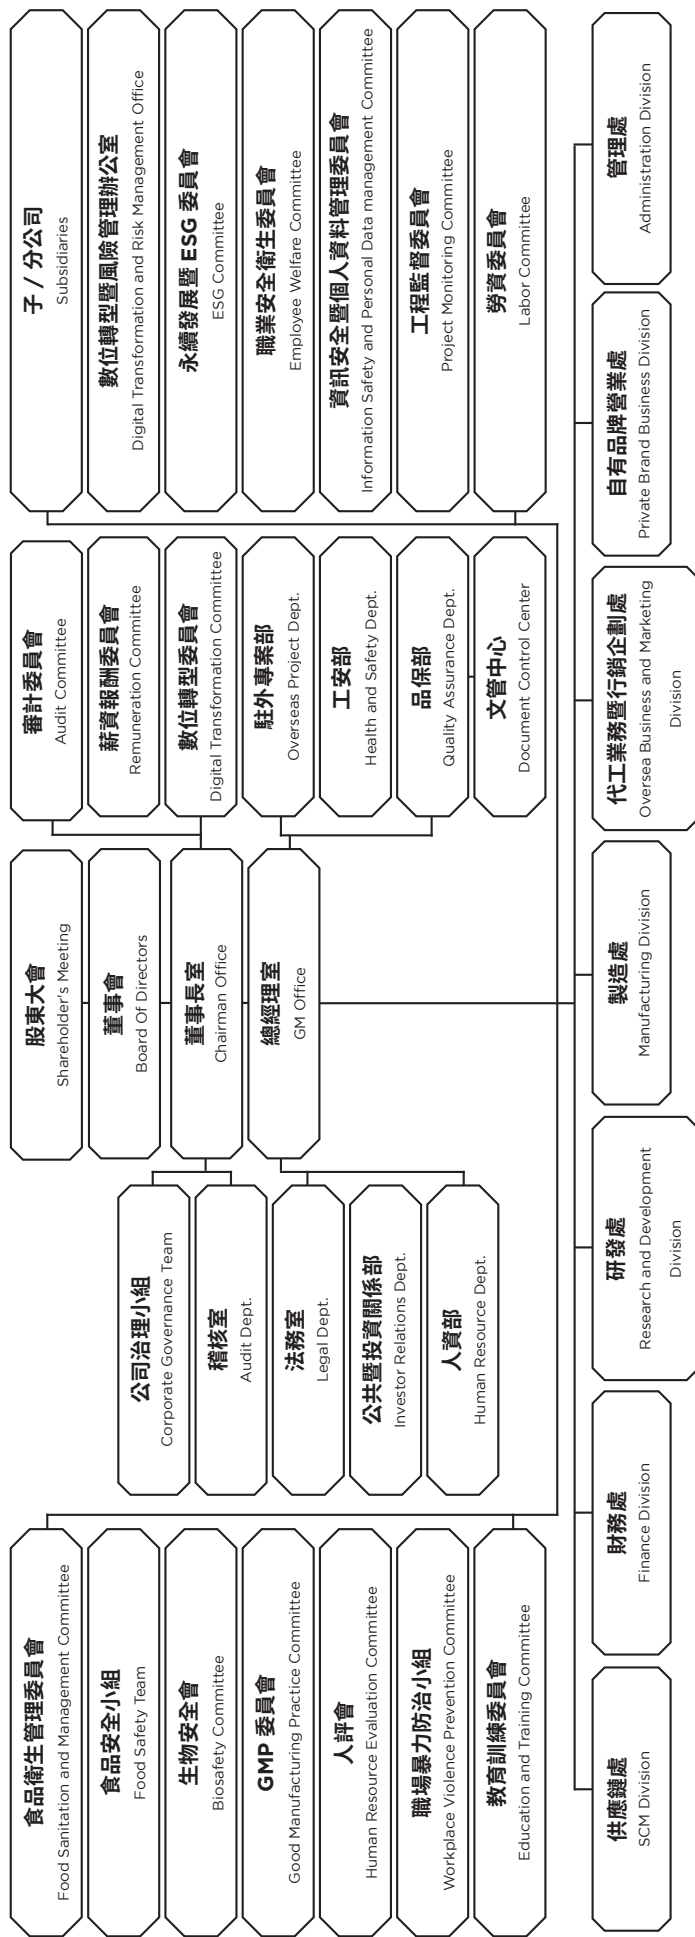 股東大會
Shareholder's Meeting
董事會
Board Of Directors
董事長室
Chairman Office
總經理室
GM Office
公司治理小組
Corporate Governance Team
稽核室
Audit Dept.
法務室
Legal Dept.
公共暨投資關係部
Investor Relations Dept.
人資部
Human Resource Dept.
審計委員會
Audit Committee
薪資報酬委員會
Remuneration Committee
數位轉型委員會
Digital Transformation Committee
駐外專案部
Overseas Project Dept.
工安部
Health and Safety Dept.
品保部
Quality Assurance Dept.
文管中心
Document Control Center
食品衛生管理委員會
Food Sanitation and Management Committee
食品安全小組
Food Safety Team
生物安全會
Biosafety Committee
GMP 委員會
Good Manufacturing Practice Committee
人評會
Human Resource Evaluation Committee
職場暴力防治小組
Workplace Violence Prevention Committee
教育訓練委員會
Education and Training Committee
子 / 分公司
Subsidiaries
數位轉型暨風險管理辦公室
Digital Transformation and Risk Management Office
永續發展暨 ESG 委員會
ESG Committee
職業安全衛生委員會
Employee Welfare Committee
資訊安全暨個人資料管理委員會
Information Safety and Personal Data management Committee
工程監督委員會
Project Monitoring Committee
勞資委員會
Labor Committee
供應鏈處
SCM Division
財務處
Finance Division
研發處
Research and Development
Division
製造處
Manufacturing Division
代工業務暨行銷企劃處
Oversea Business and Marketing
Division
自有品牌營業處
Private Brand Business Division
管理處
Administration Division